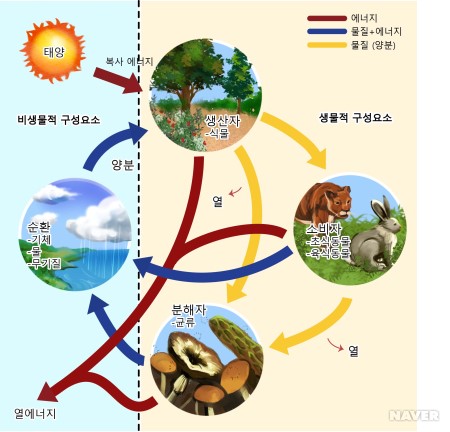 에너지
물질+에너지
물질 (양분)
태양
복사 에너지
비생물적 구성요소
생물적 구성요소
생산자
-식물
양분
열
순환
-기체
-물
-무기질
소비자
-초식동물
-육식동물
분해자
-균류
열
열에너지
NAVER